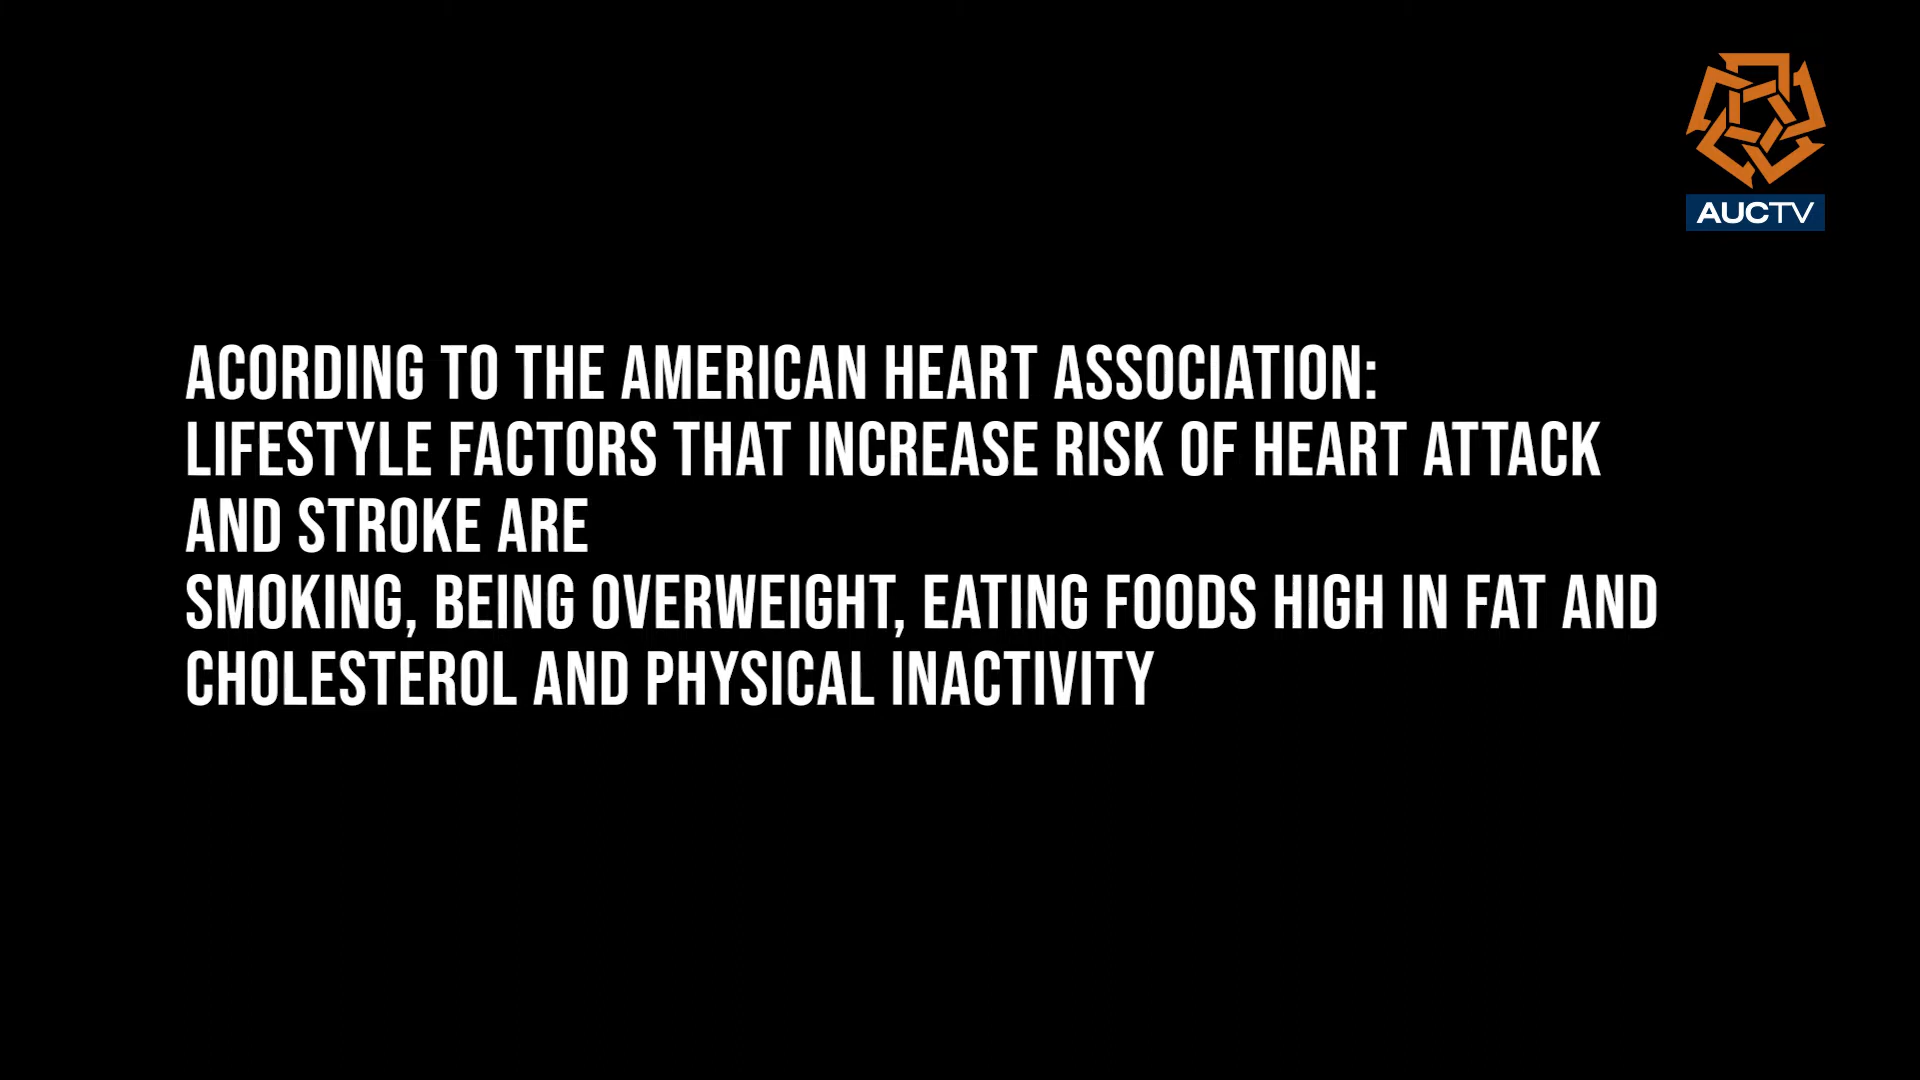 AUCTV
ACORDING TO THE AMERICAN HEART ASSOCIATION:
LIFESTYLE FACTORS THAT INCREASE RISK OF HEART ATTACK
AND STROKE ARE
SMOKING, BEING OVERWEIGHT, EATING FOODS HIGH IN FAT AND
CHOLESTEROL AND PHYSICAL INACTIVITY